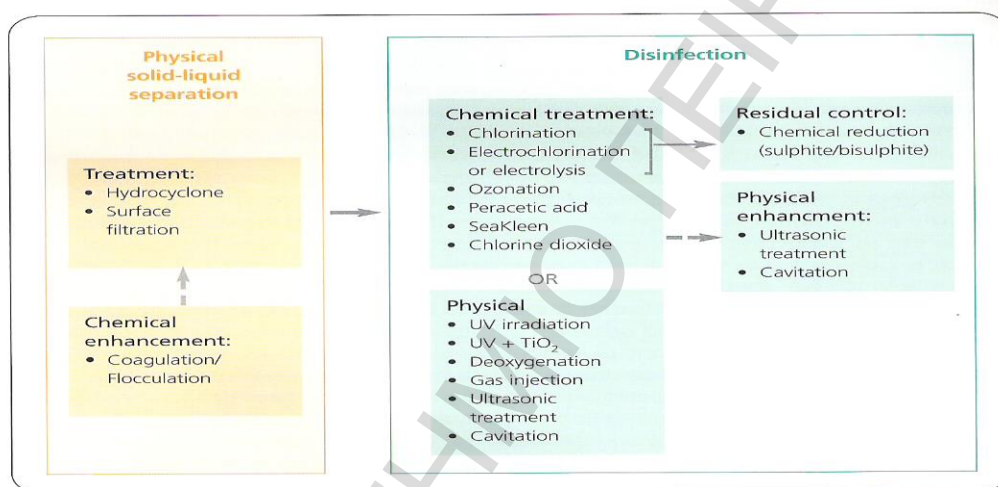 Physical
solid-liquid
separation
Treatment:
• Hydrocyclone
• Surface
filtration
Chemical
enhancement:
• Coagulation/
Flocculation
Disinfection
Chemical treatment:
• Chlorination
• Electrochlorination
or electrolysis
• Ozonation
• Peracetic acid
• SeaKleen
• Chlorine dioxide
OR
Physical
• UV irradiation
• UV + TiO₂
• Deoxygenation
• Gas injection
• Ultrasonic
treatment
• Cavitation
Residual control:
• Chemical reduction
(sulphite/bisulphite)
Physical
enhancment:
• Ultrasonic
treatment
• Cavitation